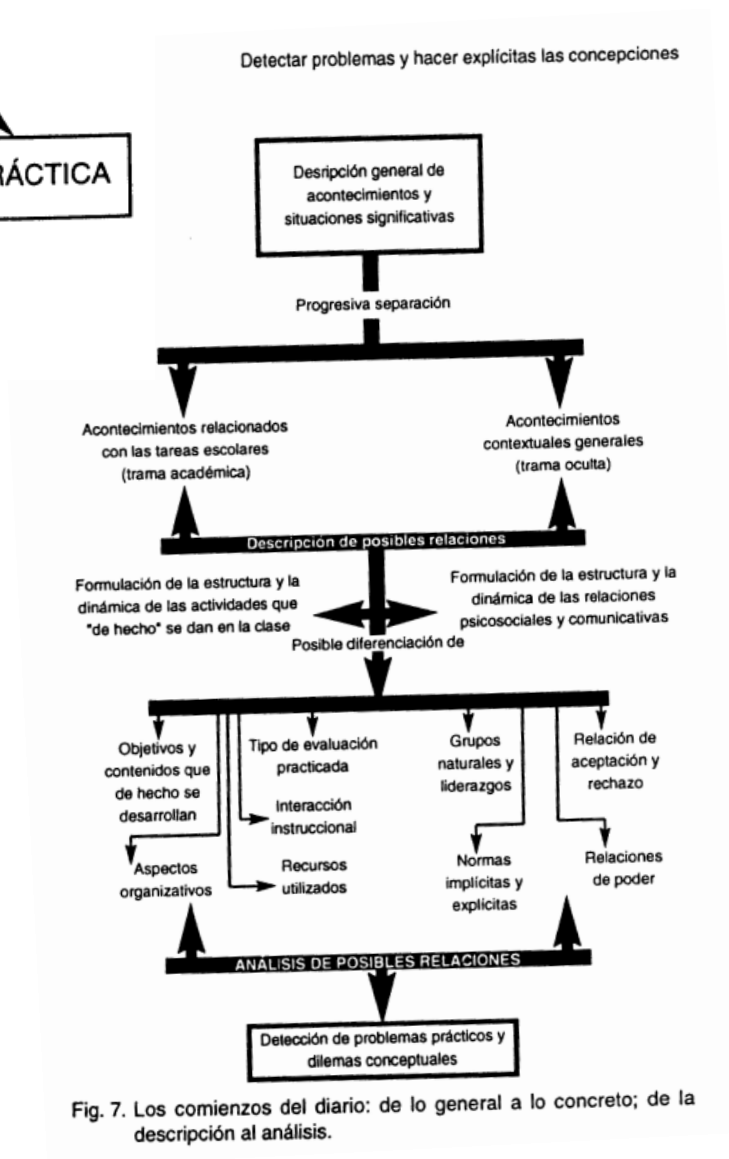 Detectar problemas y hacer explícitas las concepciones
RÁCTICA
Desripción general de
acontecimientos y
situaciones significativas
Progresiva separación
Acontecimientos relacionados
con las tareas escolares
(trama académica)
Acontecimientos
contextuales generales
(trama oculta)
Descripción de posibles relaciones
Formulación de la estructura y la
dinámica de las actividades que
"de hecho" se dan en la clase
Formulación de la estructura y la
dinámica de las relaciones
psicosociales y comunicativas
Posible diferenciación de
Objetivos y
contenidos que
de hecho se
desarrollan
Tipo de evaluación
practicada
Grupos
naturales y
liderazgos
Relación de
aceptación y
rechazo
Interacción
instruccional
Aspectos
organizativos
Recursos
utilizados
Normas
implícitas y
explícitas
Relaciones
de poder
ANÁLISIS DE POSIBLES RELACIONES
Detección de problemas prácticos y
dilemas conceptuales
Fig. 7. Los comienzos del diario: de lo general a lo concreto; de la
descripción al análisis.